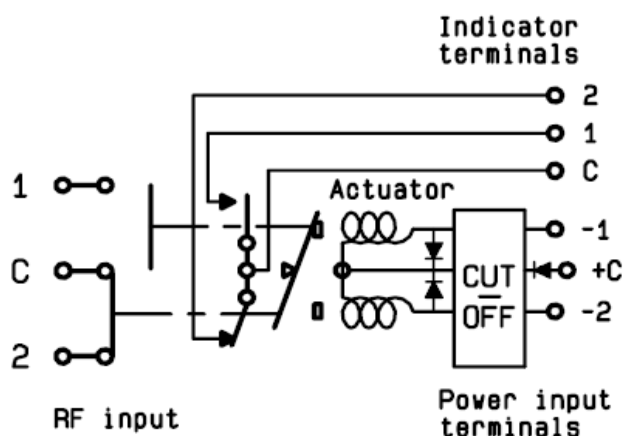 Indicator
terminals
2
1
C
Actuator
1
-1
C
CUT
OFF
+C
-2
2
RF input
Power input
terminals